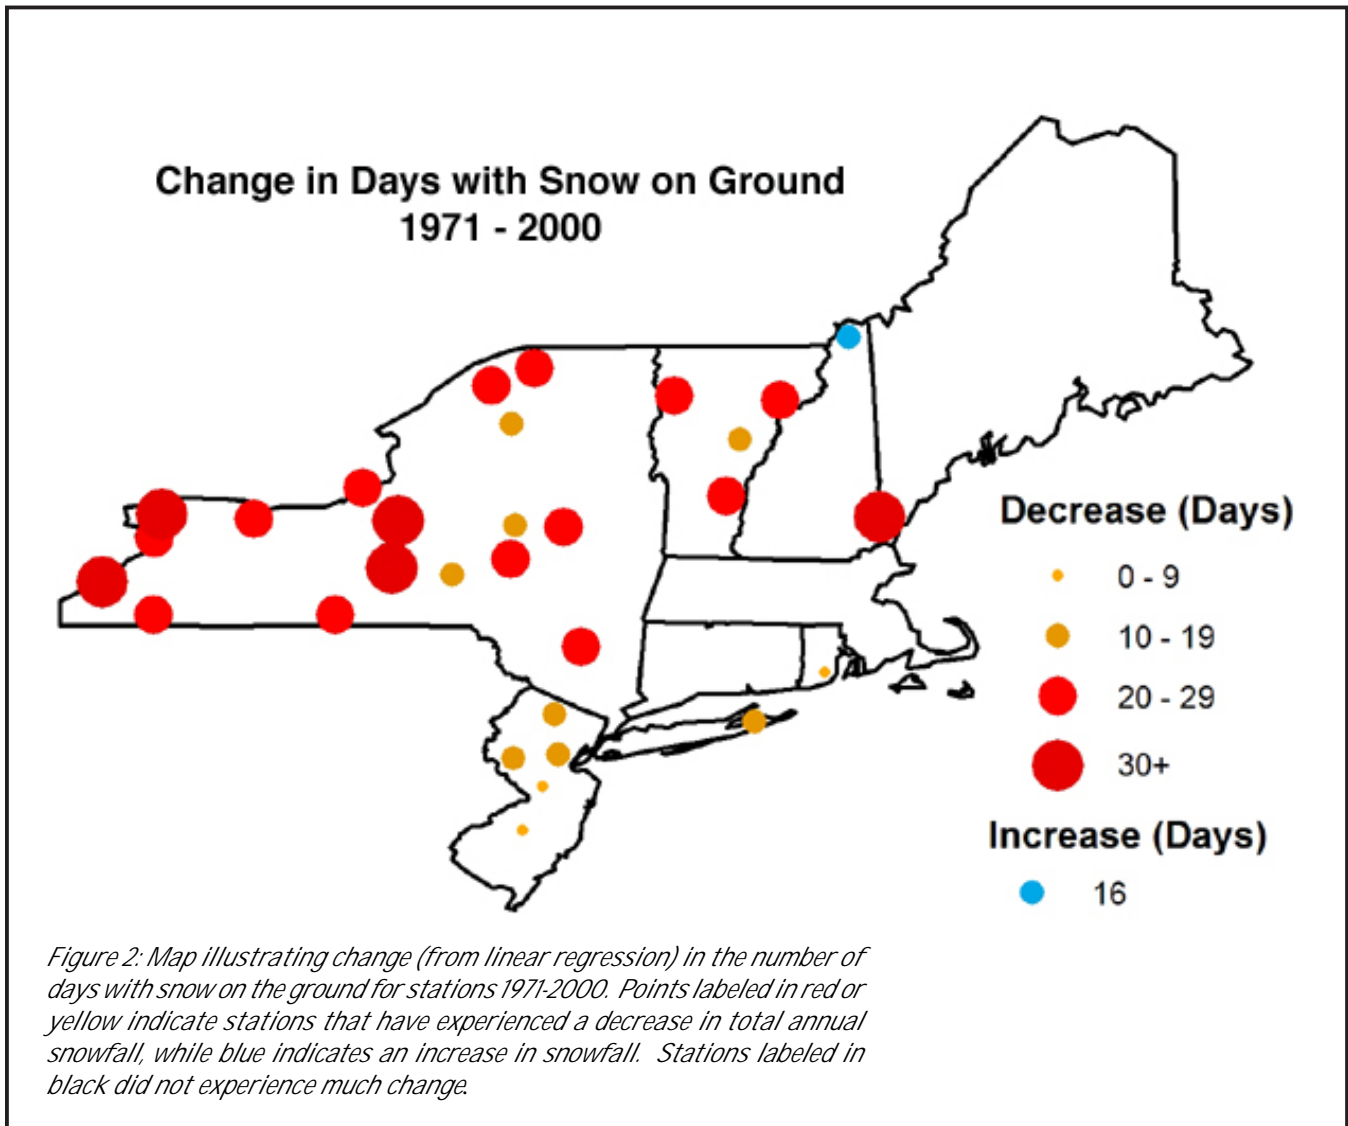 Change in Days with Snow on Ground
1971 - 2000
Decrease (Days)
0 - 9
10 - 19
20 - 29
30+
Increase (Days)
16
Figure 2: Map illustrating change (from linear regression) in the number of
days with snow on the ground for stations 1971-2000. Points labeled in red or
yellow indicate stations that have experienced a decrease in total annual
snowfall, while blue indicates an increase in snowfall. Stations labeled in
black did not experience much change.